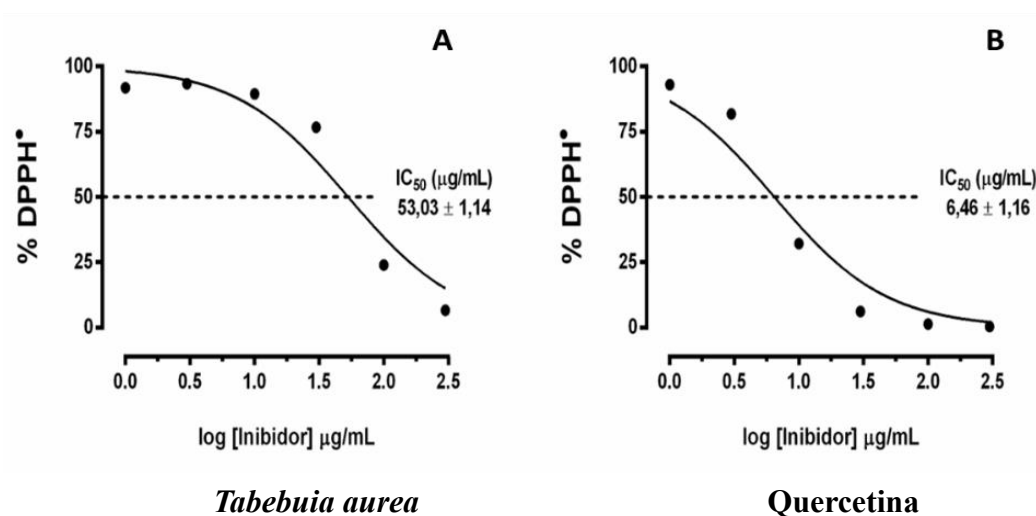 A
% DPPH•
100
75
50
25
0
IC50 (µg/mL)
53,03 ± 1,14
0.0 0.5 1.0 1.5 2.0 2.5
log [Inibidor] µg/mL
Tabebuia aurea
B
% DPPH•
100
75
50
25
0
IC50 (µg/mL)
6,46 ± 1,16
0.0 0.5 1.0 1.5 2.0 2.5
log [Inibidor] µg/mL
Quercetina